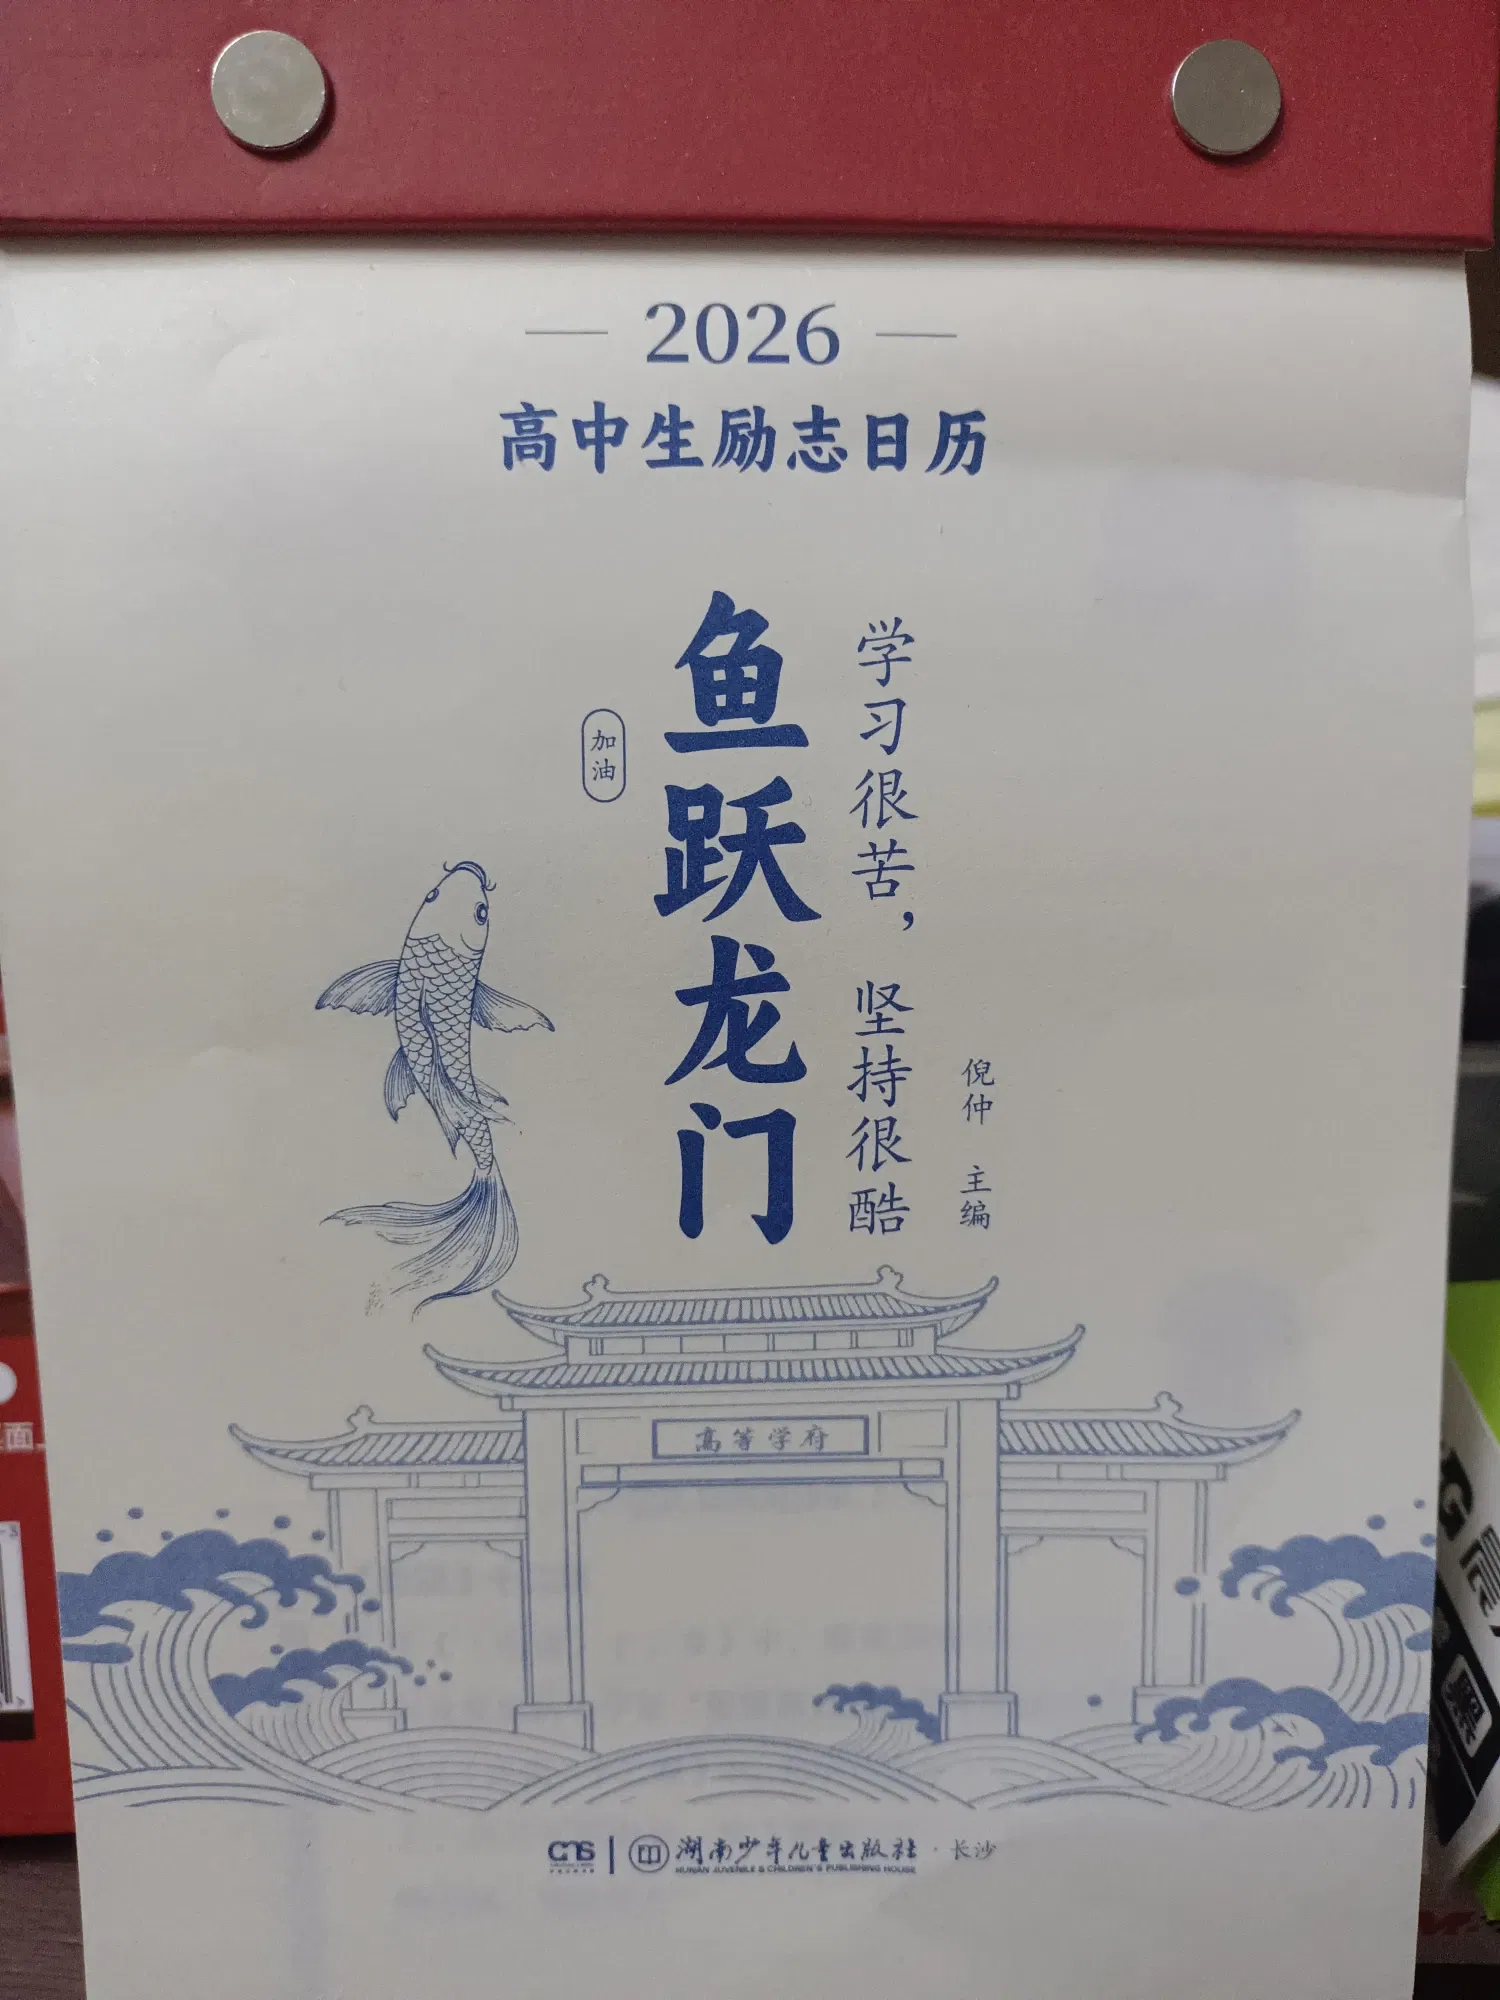 2026
高中生励志日历
学习很苦，坚持很酷
鱼跃龙门
加油
倪仲 主编
高等学府
CNS
湖南少年儿童出版社·长沙
HUNAN JUVENILE & CHILDREN'S PUBLISHING HOUSE
面